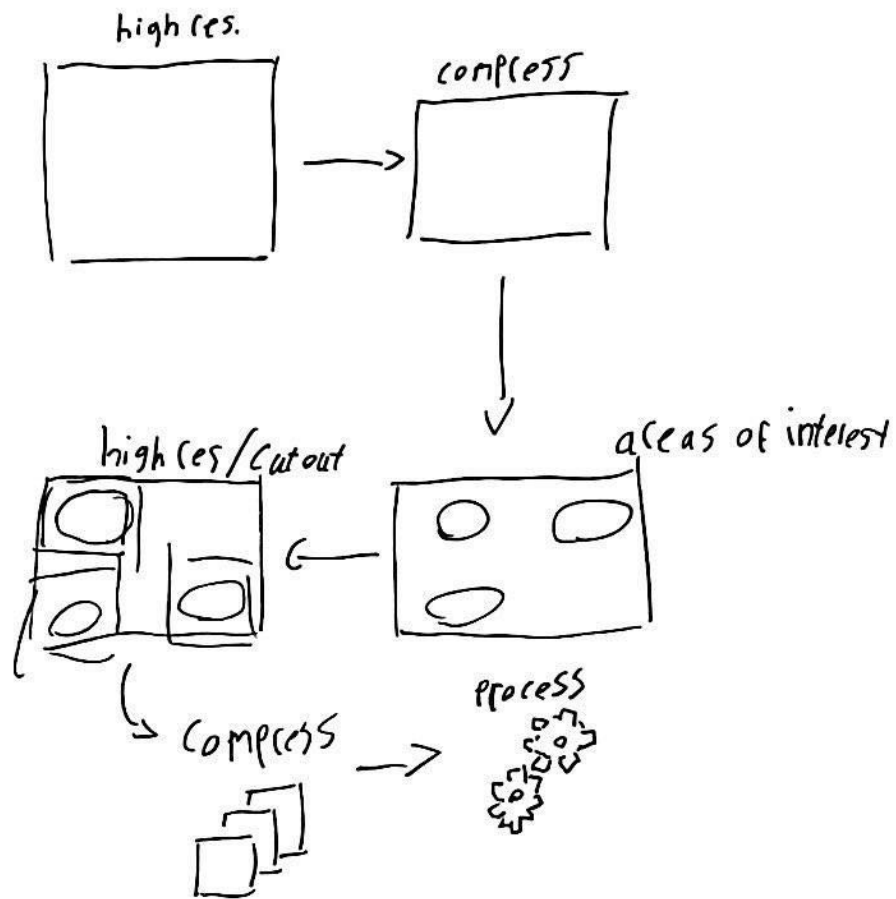 high res.
compress
areas of interest
high res/cutout
compress
process